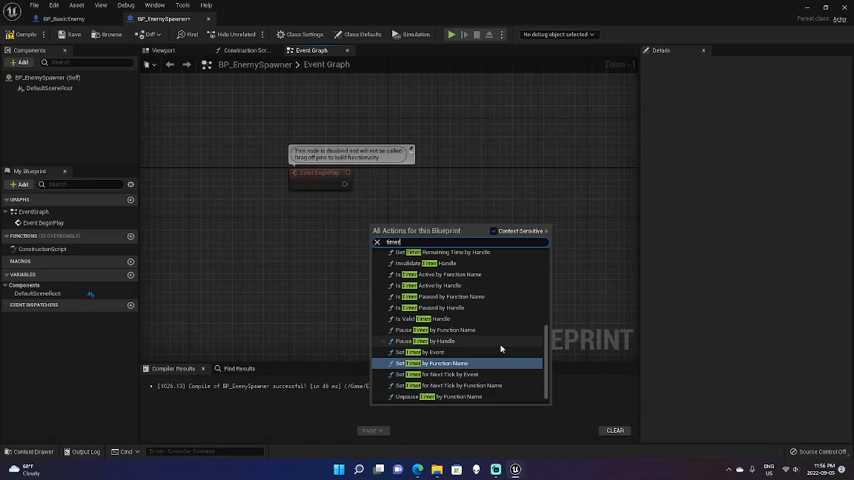 File Edit Asset View Debug Window Tools Help
Parent class: Actor
BP_BasicEnemy BP_EnemySpawner*
Compile Save Browse Diff Find Hide Unrelated Class Settings Class Defaults Simulation No debug object selected
Components Viewport Construction Scr... Event Graph Details
Add Search
BP_EnemySpawner > Event Graph Zoom
BP_EnemySpawner (Self)
DefaultSceneRoot
This node is disabled and will not be called.
Drag off pins to build functionality.
Event BeginPlay
My Blueprint
Add Search
GRAPHS
EventGraph
Event BeginPlay
FUNCTIONS (20 OVERRIDABLE)
ConstructionScript
MACROS
VARIABLES
Components
DefaultSceneRoot
EVENT DISPATCHERS
All Actions for this Blueprint Context Sensitive
timer
Get Timer Remaining Time by Handle
Invalidate Timer Handle
Is Timer Active by Function Name
Is Timer Active by Handle
Is Timer Paused by Function Name
Is Timer Paused by Handle
Is Valid Timer Handle
Pause Timer by Function Name
Pause Timer by Handle
Set Timer by Event
Set Timer by Function Name
Set Timer for Next Tick by Event
Set Timer for Next Tick by Function Name
Unpause Timer by Function Name
EPRINT
Compiler Results Find Results
[1026.13] Compile of BP_EnemySpawner successful! [in 46 ms] (/Game/E
PAGE CLEAR
Content Drawer Output Log Cmd Enter Console Command Source Control Off
68°F
Cloudy
ENG
US
11:56 PM
2022-09-05